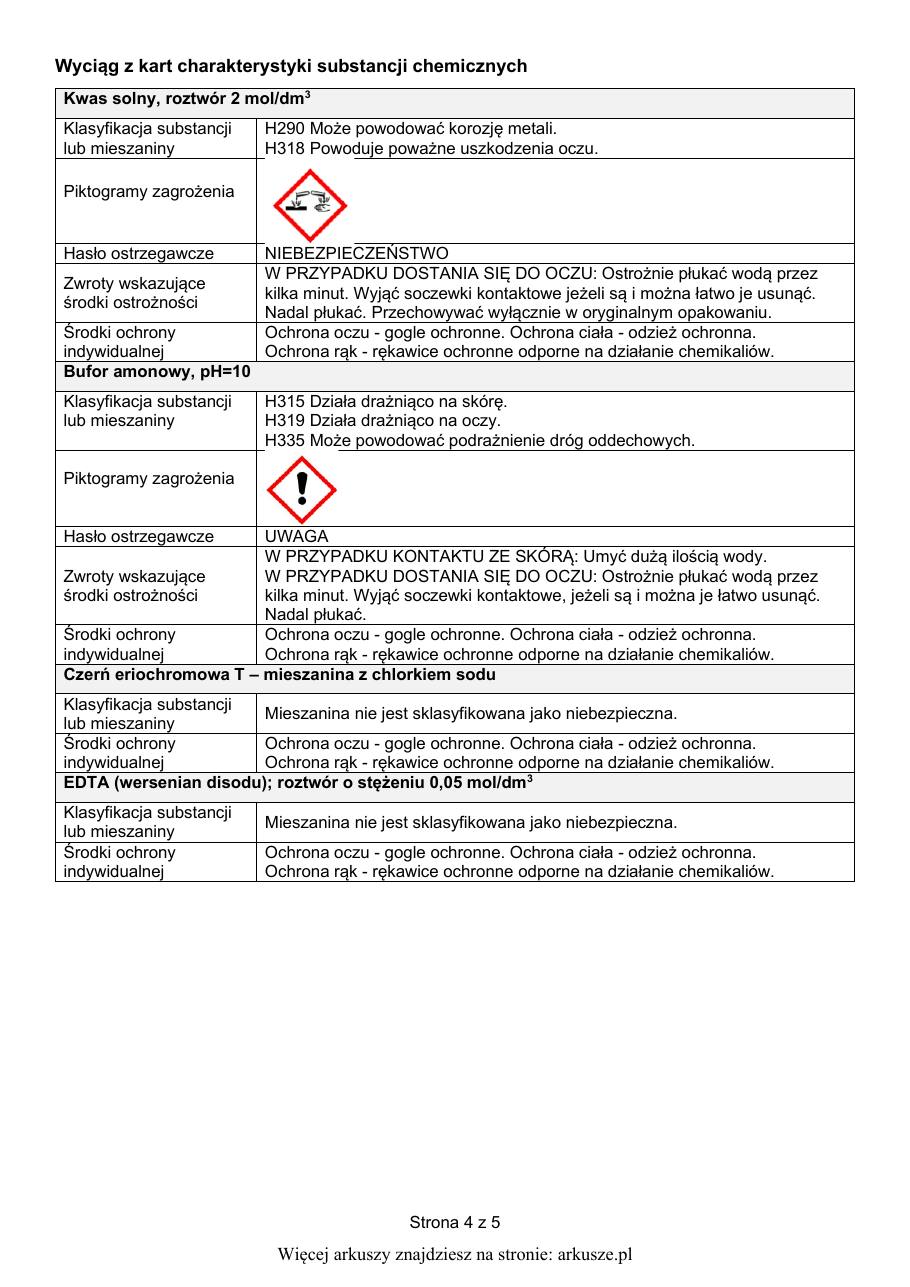 Wyciąg z kart charakterystyki substancji chemicznych
Kwas solny, roztwór 2 mol/dm³
Klasyfikacja substancji
lub mieszaniny
H290 Może powodować korozję metali.
H318 Powoduje poważne uszkodzenia oczu.
Piktogramy zagrożenia
Hasło ostrzegawcze
NIEBEZPIECZEŃSTWO
Zwroty wskazujące
środki ostrożności
W PRZYPADKU DOSTANIA SIĘ DO OCZU: Ostrożnie płukać wodą przez
kilka minut. Wyjąć soczewki kontaktowe jeżeli są i można łatwo je usunąć.
Nadal płukać. Przechowywać wyłącznie w oryginalnym opakowaniu.
Środki ochrony
indywidualnej
Ochrona oczu - gogle ochronne. Ochrona ciała - odzież ochronna.
Ochrona rąk - rękawice ochronne odporne na działanie chemikaliów.
Bufor amonowy, pH=10
Klasyfikacja substancji
lub mieszaniny
H315 Działa drażniąco na skórę.
H319 Działa drażniąco na oczy.
H335 Może powodować podrażnienie dróg oddechowych.
Piktogramy zagrożenia
Hasło ostrzegawcze
UWAGA
Zwroty wskazujące
środki ostrożności
W PRZYPADKU KONTAKTU ZE SKÓRĄ: Umyć dużą ilością wody.
W PRZYPADKU DOSTANIA SIĘ DO OCZU: Ostrożnie płukać wodą przez
kilka minut. Wyjąć soczewki kontaktowe, jeżeli są i można je łatwo usunąć.
Nadal płukać.
Środki ochrony
indywidualnej
Ochrona oczu - gogle ochronne. Ochrona ciała - odzież ochronna.
Ochrona rąk - rękawice ochronne odporne na działanie chemikaliów.
Czerń eriochromowa T – mieszanina z chlorkiem sodu
Klasyfikacja substancji
lub mieszaniny
Mieszanina nie jest sklasyfikowana jako niebezpieczna.
Środki ochrony
indywidualnej
Ochrona oczu - gogle ochronne. Ochrona ciała - odzież ochronna.
Ochrona rąk - rękawice ochronne odporne na działanie chemikaliów.
EDTA (wersenian disodu); roztwór o stężeniu 0,05 mol/dm³
Klasyfikacja substancji
lub mieszaniny
Mieszanina nie jest sklasyfikowana jako niebezpieczna.
Środki ochrony
indywidualnej
Ochrona oczu - gogle ochronne. Ochrona ciała - odzież ochronna.
Ochrona rąk - rękawice ochronne odporne na działanie chemikaliów.
Strona 4 z 5
Więcej arkuszy znajdziesz na stronie: arkusze.pl